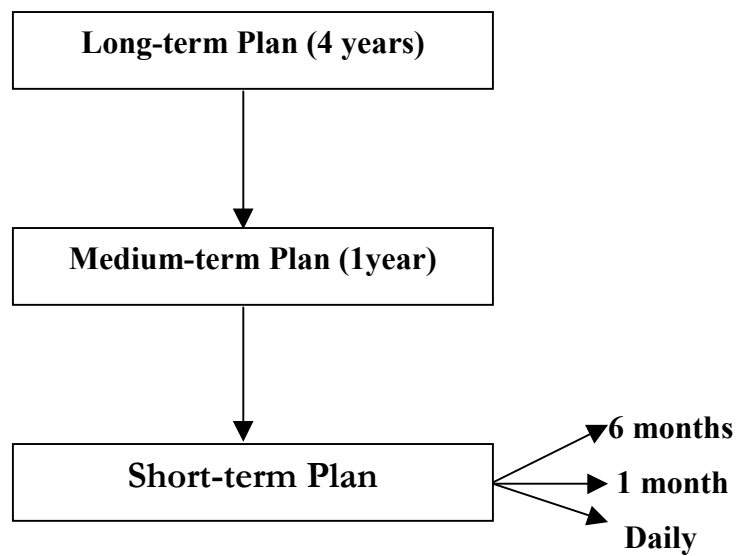 Long-term Plan (4 years)
Medium-term Plan (1year)
Short-term Plan
6 months
1 month
Daily